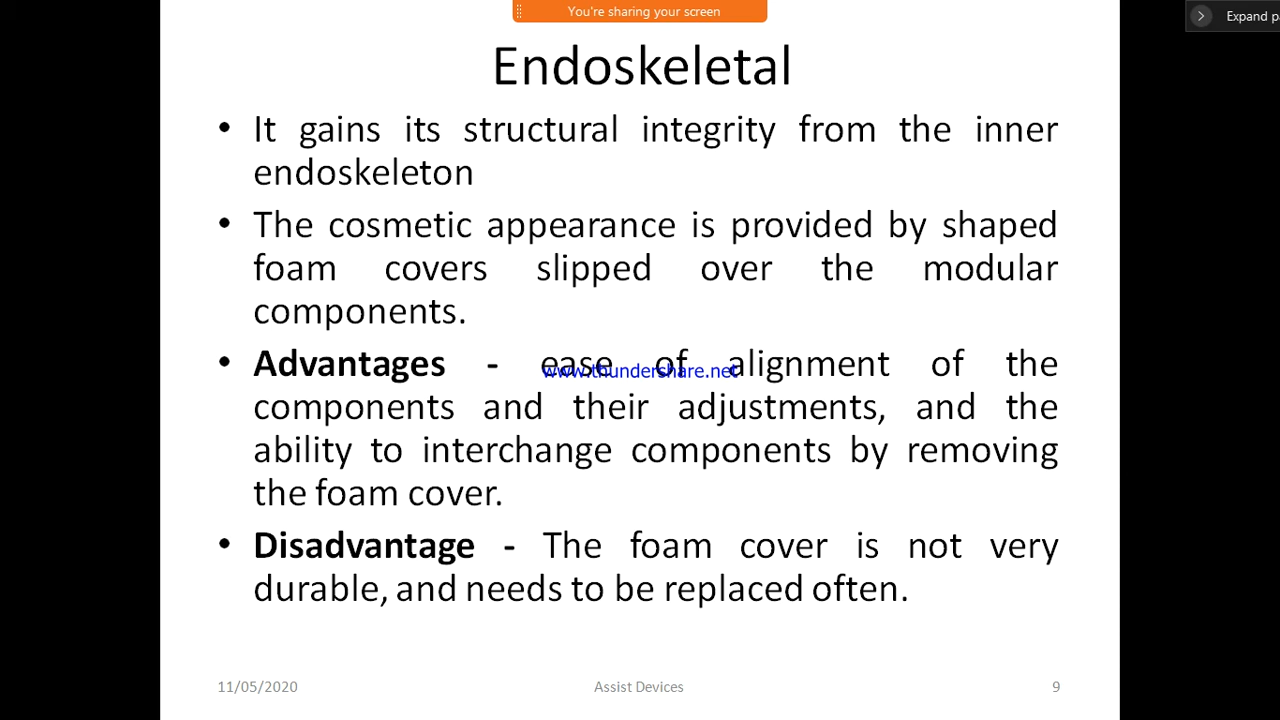 You're sharing your screen
Expand p
Endoskeletal
• It gains its structural integrity from the inner
endoskeleton
• The cosmetic appearance is provided by shaped
foam covers slipped over the modular
components.
• Advantages - ease of alignment of the
www.thundershare.net
components and their adjustments, and the
ability to interchange components by removing
the foam cover.
• Disadvantage - The foam cover is not very
durable, and needs to be replaced often.
11/05/2020 Assist Devices 9